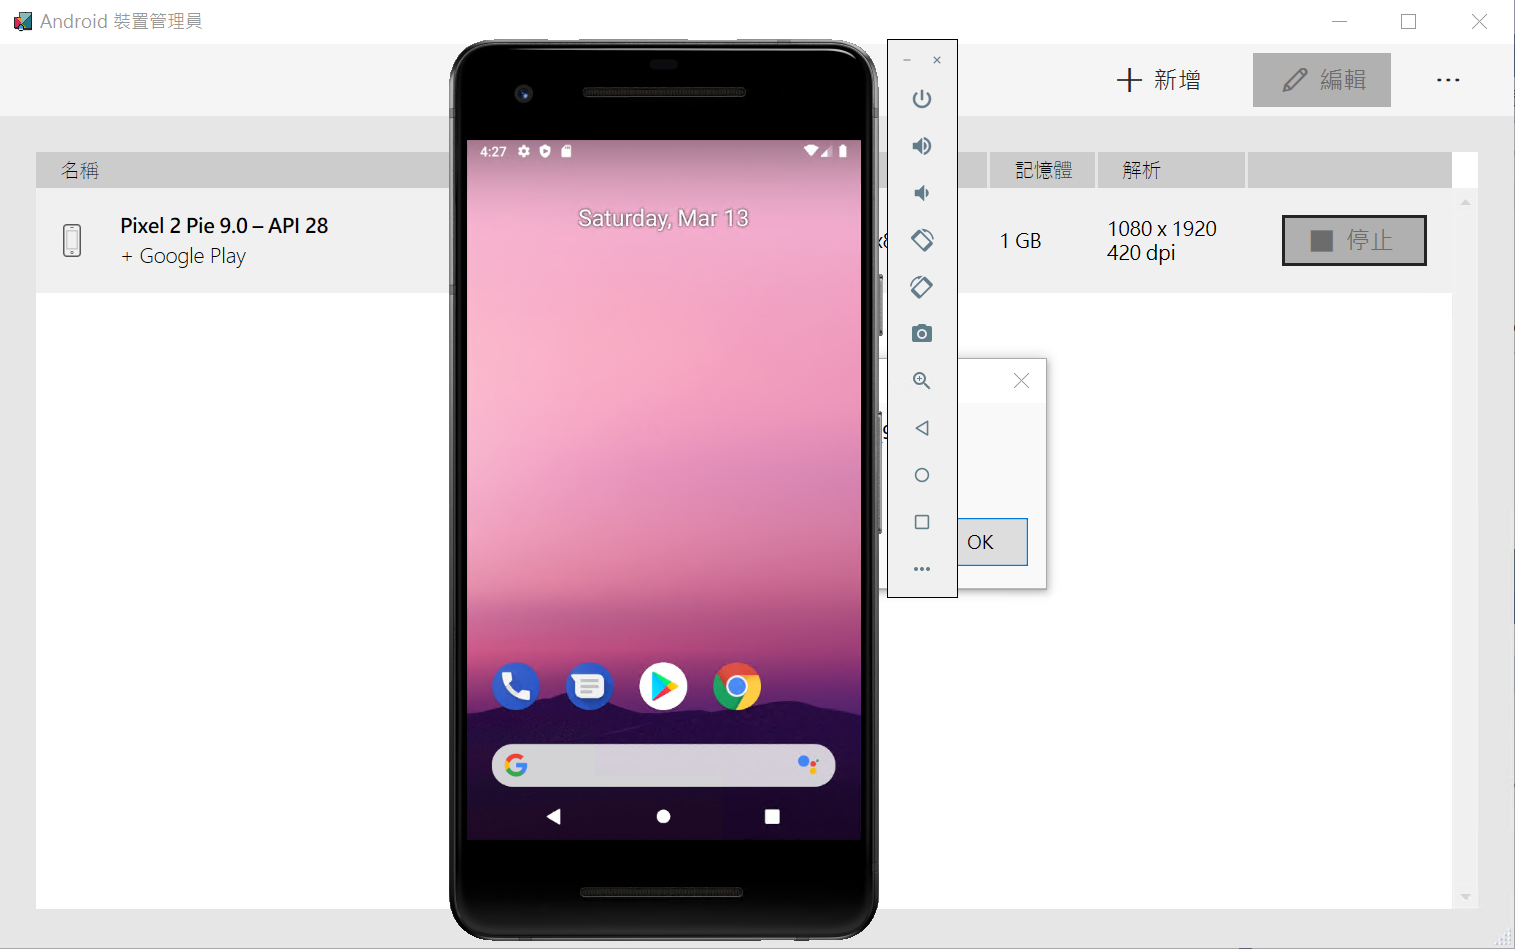 Android 裝置管理員
新增
編輯
名稱
記憶體
解析
Pixel 2 Pie 9.0 – API 28
+ Google Play
1 GB
1080 x 1920
420 dpi
停止
4:27
Saturday, Mar 13
OK